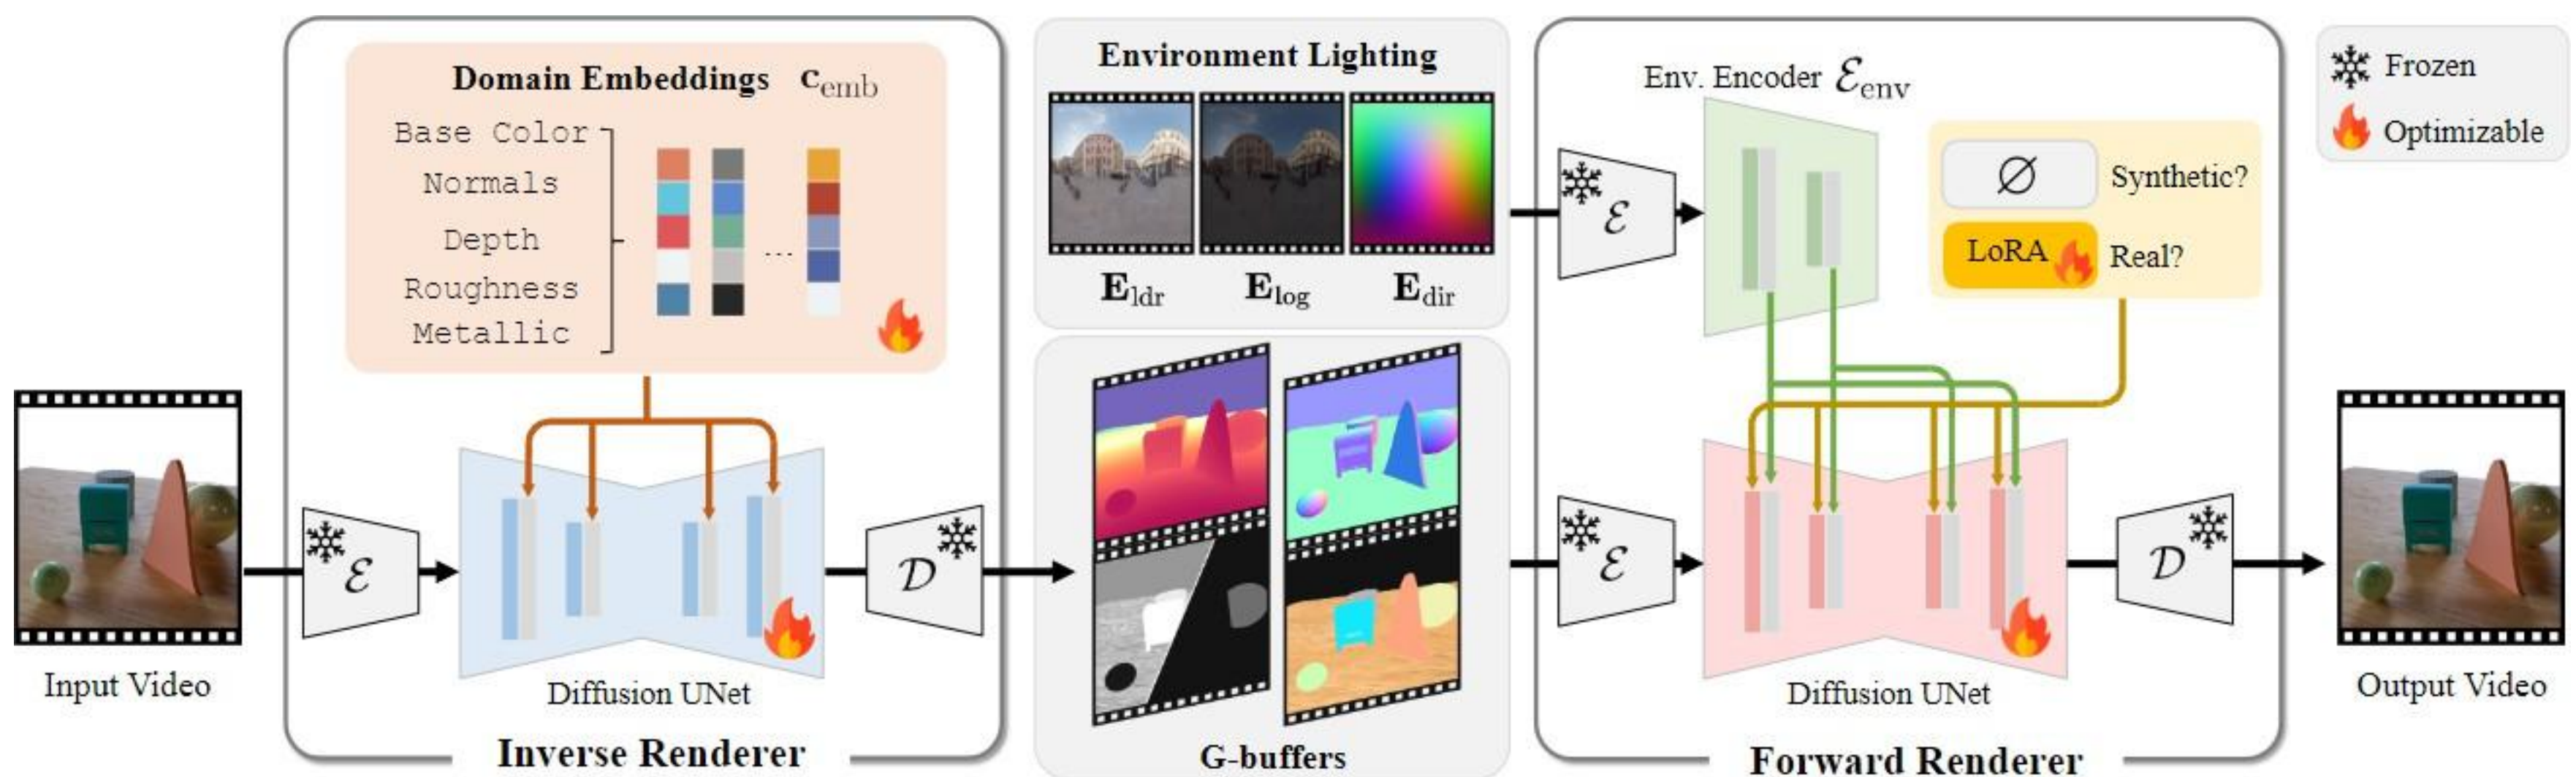 Domain Embeddings c_emb
Base Color
Normals
Depth
Roughness
Metallic
...
Input Video
ℰ
Diffusion UNet
𝒟
Inverse Renderer
Environment Lighting
E_ldr
E_log
E_dir
G-buffers
Env. Encoder ℰ_env
ℰ
∅ Synthetic?
LoRA Real?
ℰ
Diffusion UNet
𝒟
Forward Renderer
Frozen
Optimizable
Output Video